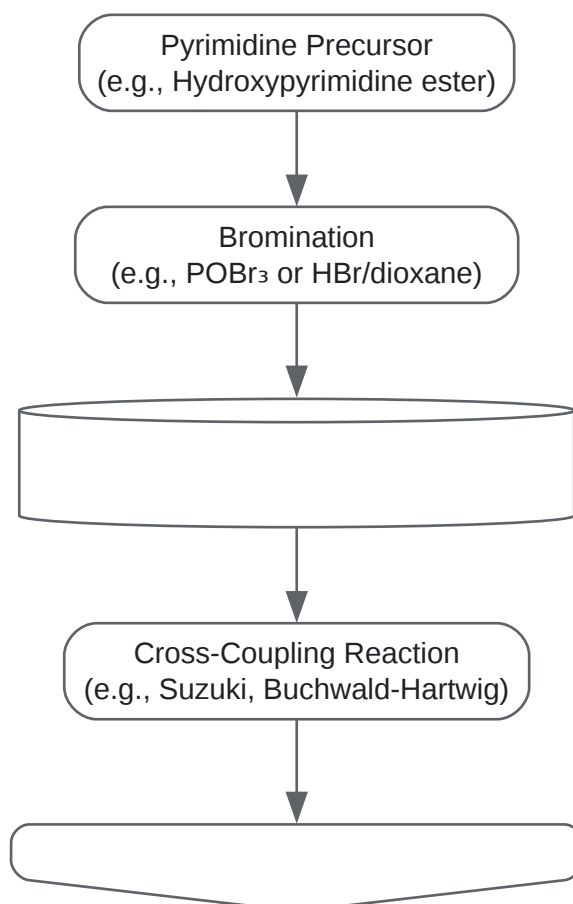 Pyrimidine Precursor
(e.g., Hydroxypyrimidine ester)
Bromination
(e.g., POBr₃ or HBr/dioxane)
Cross-Coupling Reaction
(e.g., Suzuki, Buchwald-Hartwig)